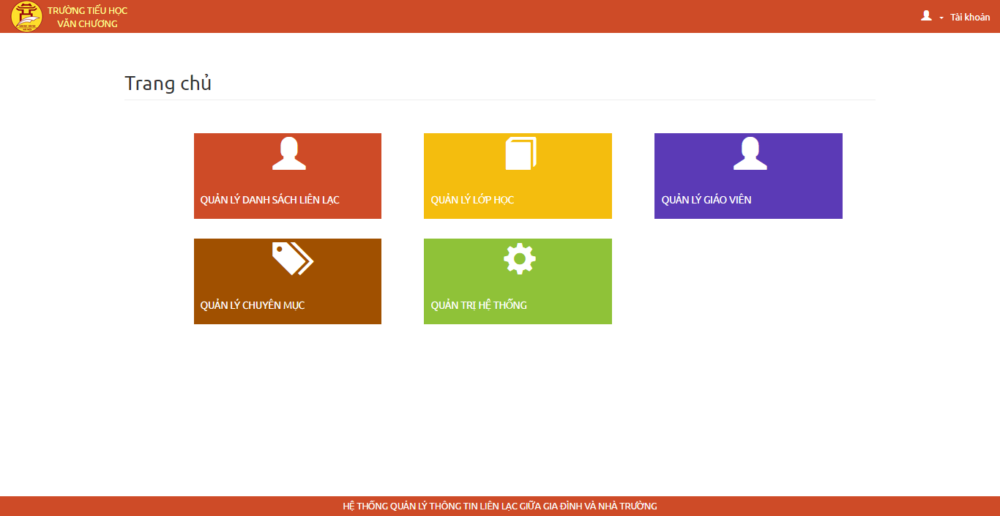 TRƯỜNG TIỂU HỌC
VĂN CHƯƠNG
Tài khoản
Trang chủ
QUẢN LÝ DANH SÁCH LIÊN LẠC
QUẢN LÝ LỚP HỌC
QUẢN LÝ GIÁO VIÊN
QUẢN LÝ CHUYÊN MỤC
QUẢN TRỊ HỆ THỐNG
HỆ THỐNG QUẢN LÝ THÔNG TIN LIÊN LẠC GIỮA GIA ĐÌNH VÀ NHÀ TRƯỜNG